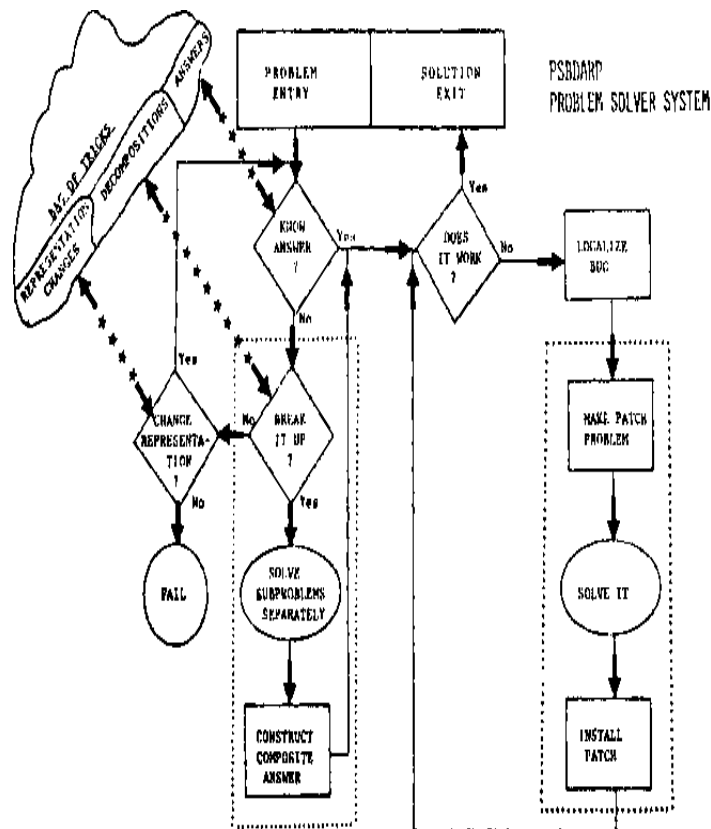 PSBDARP
PROBLEM SOLVER SYSTEM
PROBLEM
ENTRY
SOLUTION
EXIT
ANSWERS
DECOMPOSITIONS
BAG OF TRICKS
REPRESENTATION
CHANGES
KNOW
ANSWER
?
Yes
No
DOES
IT WORK
?
Yes
No
LOCALIZE
BUG
BREAK
IT UP
?
No
Yes
CHANGE
REPRESENTA-
TION
?
Yes
No
FAIL
SOLVE
SUBPROBLEMS
SEPARATELY
CONSTRUCT
COMPOSITE
ANSWER
MAKE PATCH
PROBLEM
SOLVE IT
INSTALL
PATCH